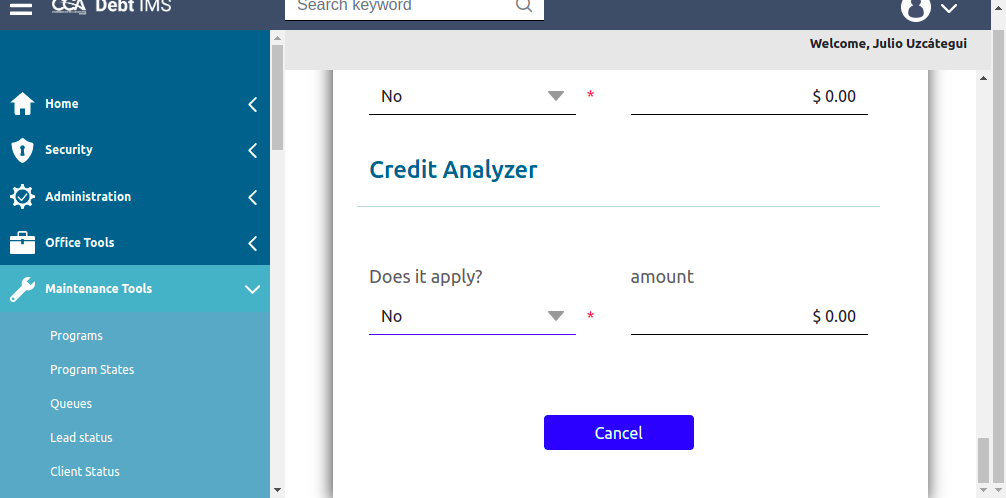 CCA Debt IMS
Search keyword
Welcome, Julio Uzcátegui
Home
Security
Administration
Office Tools
Maintenance Tools
Programs
Program States
Queues
Lead status
Client Status
No * $ 0.00
Credit Analyzer
Does it apply? amount
No * $ 0.00
Cancel